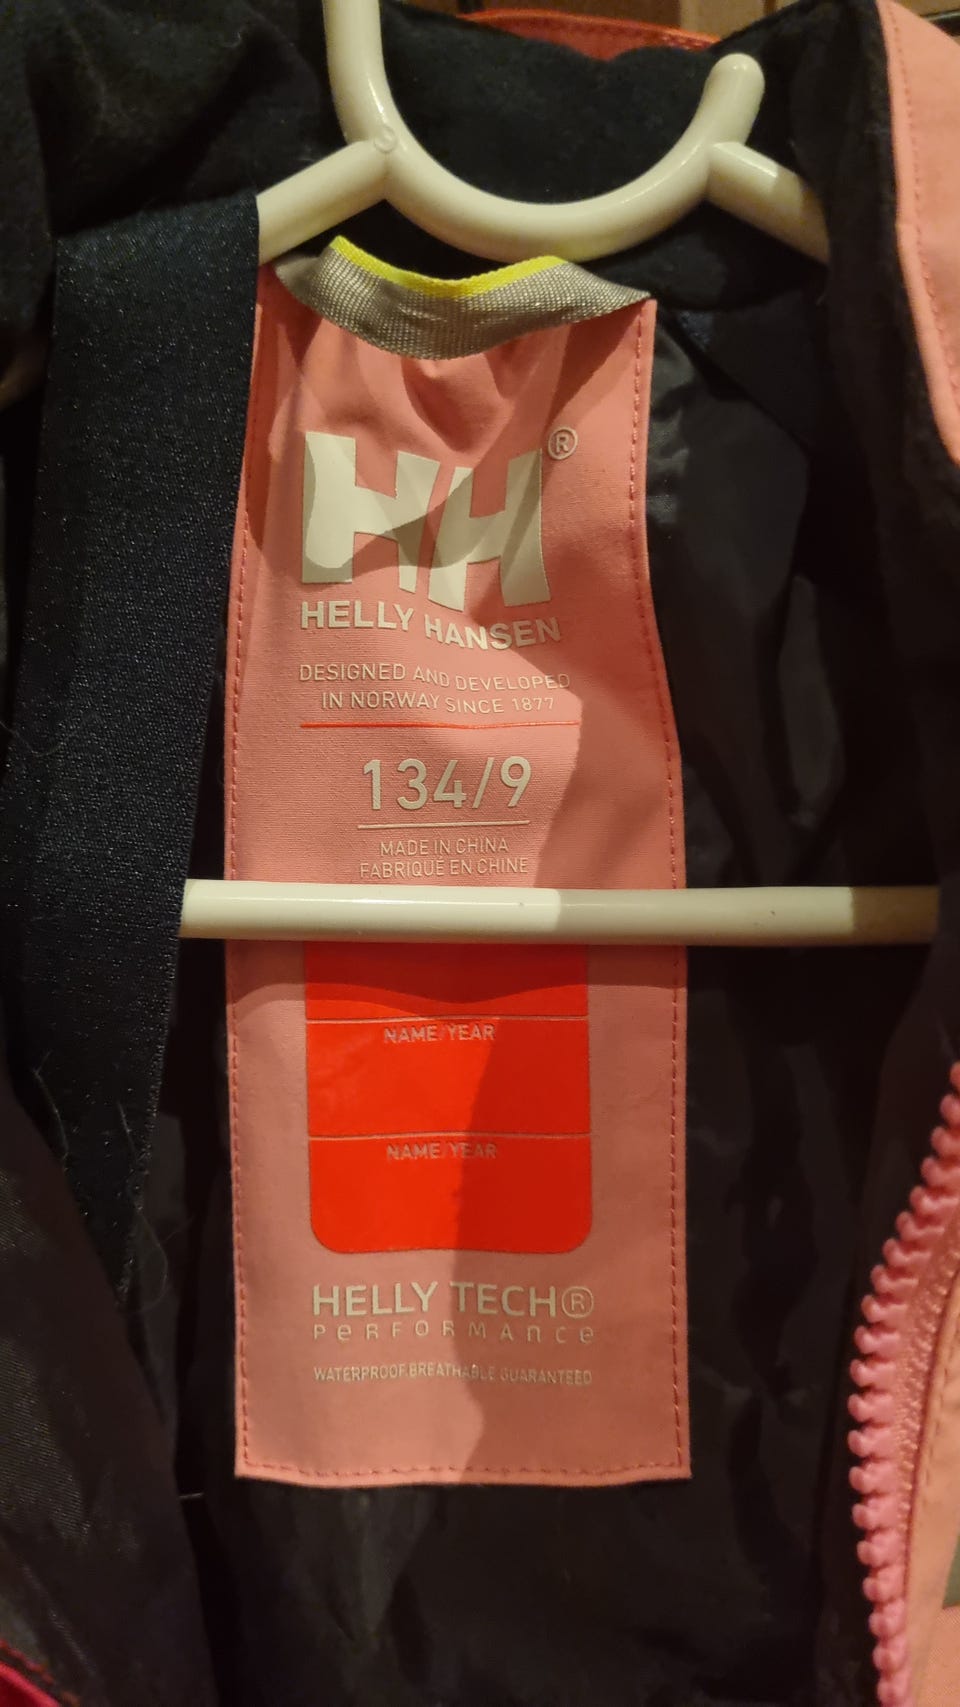 HH®
HELLY HANSEN
DESIGNED AND DEVELOPED
IN NORWAY SINCE 1877
134/9
MADE IN CHINA
FABRIQUÉ EN CHINE
NAME/YEAR
NAME/YEAR
HELLY TECH®
PERFORMANCE
WATERPROOF.BREATHABLE GUARANTEED